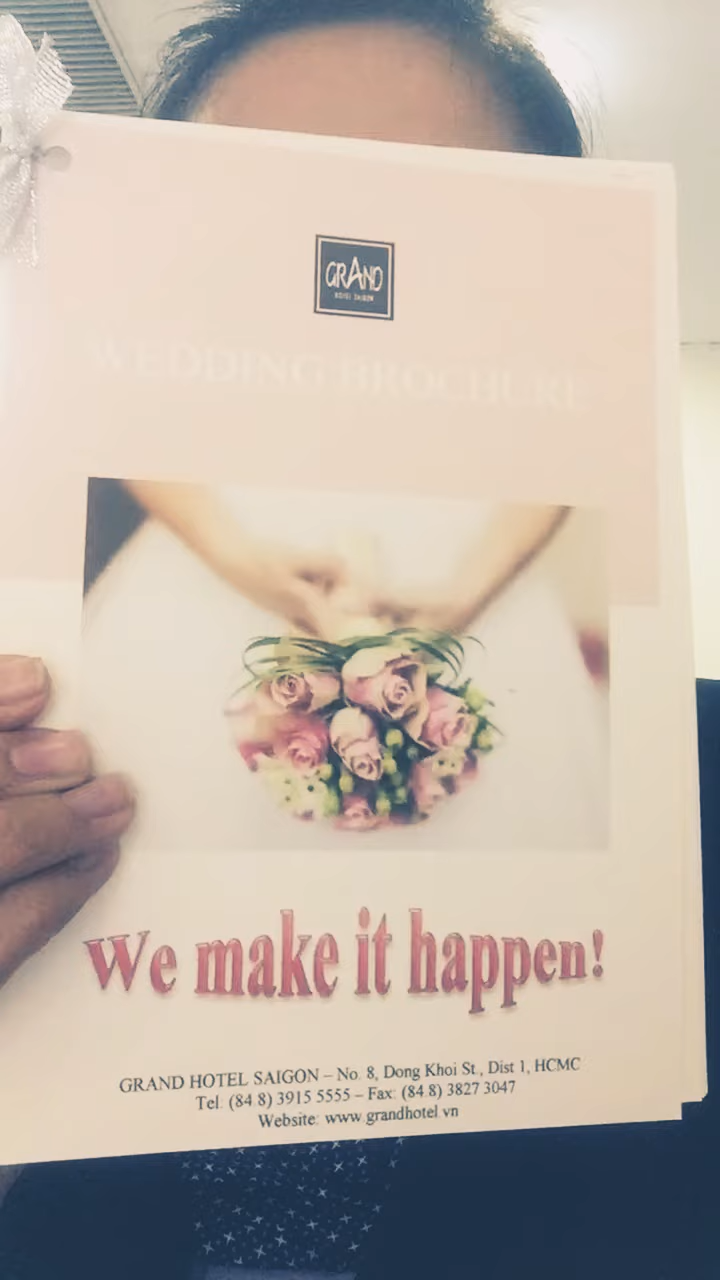 GRAND
HOTEL SAIGON
WEDDING BROCHURE
We make it happen!
GRAND HOTEL SAIGON – No. 8, Dong Khoi St., Dist 1, HCMC
Tel. (84.8) 3915 5555 – Fax: (84.8) 3827 3047
Website: www.grandhotel.vn